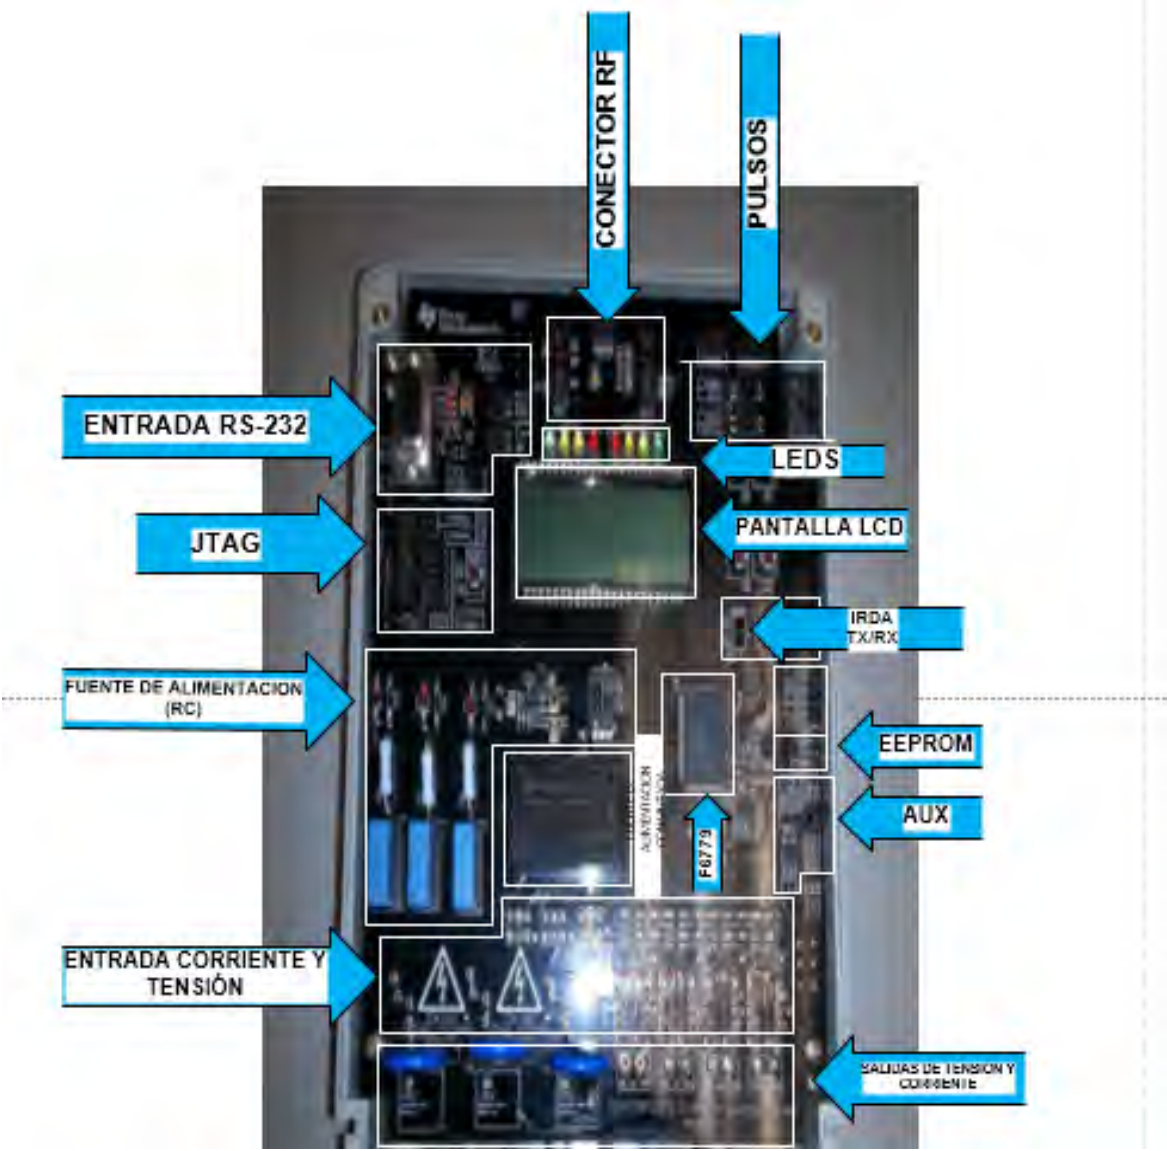 CONECTOR RF
PULSOS
ENTRADA RS-232
LEDS
PANTALLA LCD
JTAG
IRDA
TX/RX
FUENTE DE ALIMENTACION
(RC)
EEPROM
AUX
ALIMENTACION
F6779
ENTRADA CORRIENTE Y
TENSIÓN
SALIDAS DE TENSION Y
CORRIENTE